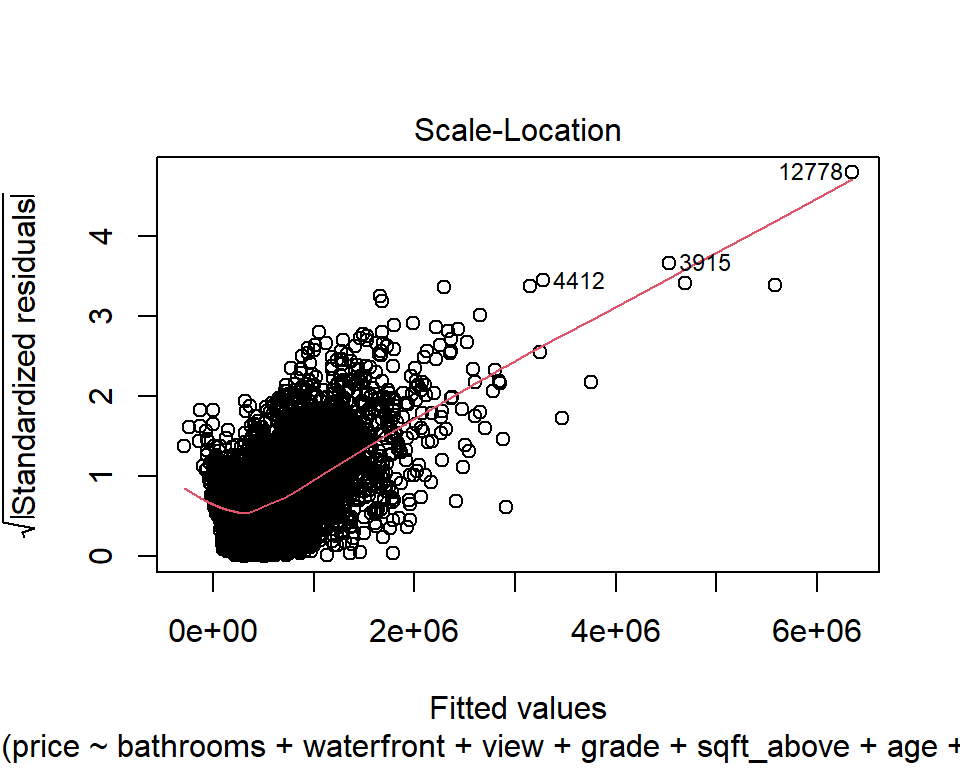 Scale-Location
√|Standardized residuals|
4
3
2
1
0
12778
3915
4412
0e+00 2e+06 4e+06 6e+06
Fitted values
(price ~ bathrooms + waterfront + view + grade + sqft_above + age +